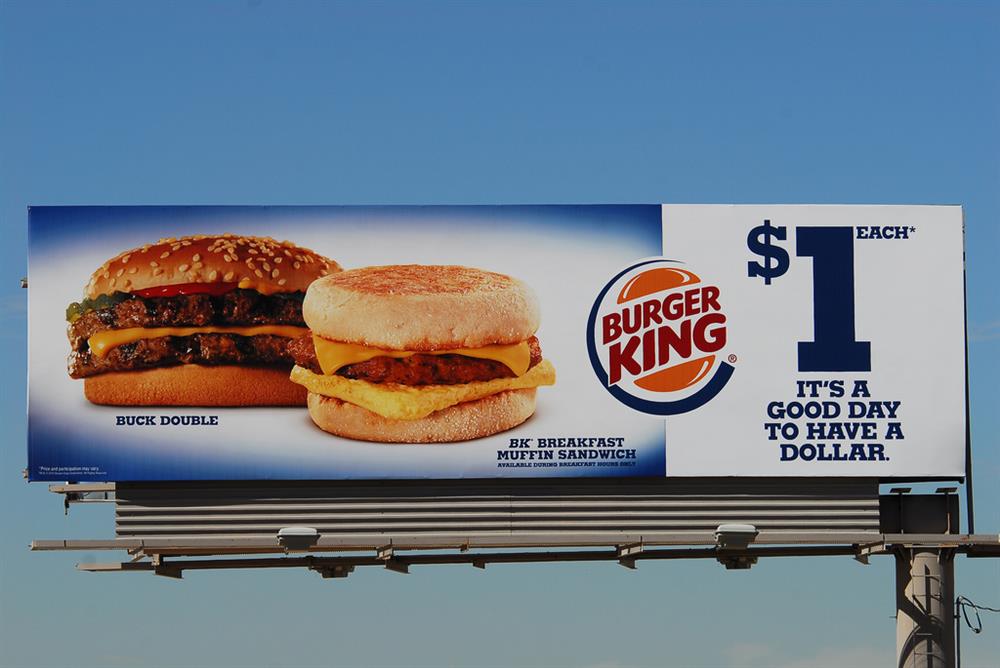 BUCK DOUBLE
BK® BREAKFAST
MUFFIN SANDWICH
AVAILABLE DURING BREAKFAST HOURS ONLY
*Price and participation may vary.
BURGER
KING®
$1 EACH*
IT'S A
GOOD DAY
TO HAVE A
DOLLAR.